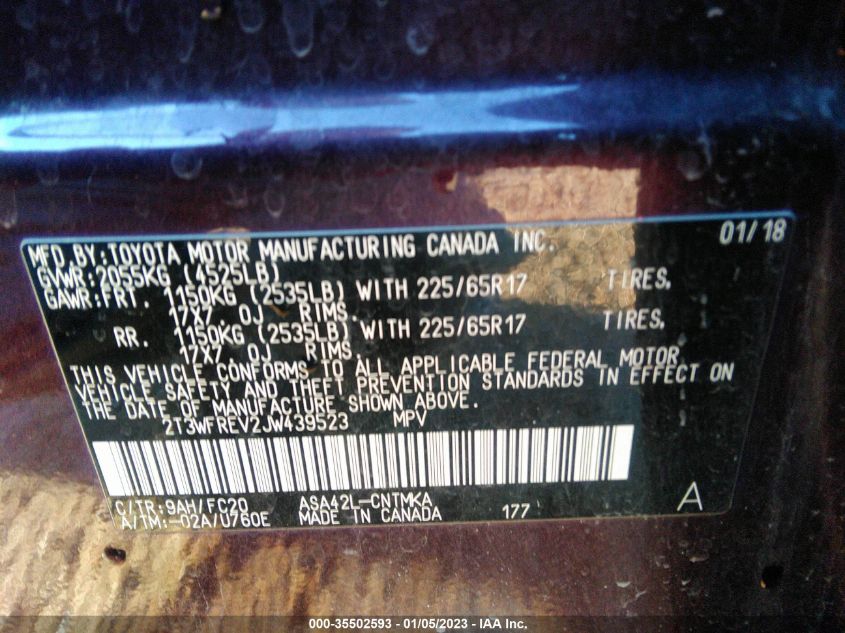 MFD.BY:TOYOTA MOTOR MANUFACTURING CANADA INC. 01/18
GVWR:2055KG (4525LB)
GAWR:FRT. 1150KG (2535LB) WITH 225/65R17 TIRES,
17X7 OJ RIMS.
RR. 1150KG (2535LB) WITH 225/65R17 TIRES,
17X7 OJ RIMS.
THIS VEHICLE CONFORMS TO ALL APPLICABLE FEDERAL MOTOR
VEHICLE SAFETY AND THEFT PREVENTION STANDARDS IN EFFECT ON
THE DATE OF MANUFACTURE SHOWN ABOVE.
2T3WFREV2JW439523 MPV
C/TR:9AH/FC20 ASA42L-CNTMKA
A/TM:-02A/U760E MADE IN CANADA 177 A
000-35502593 - 01/05/2023 - IAA Inc.